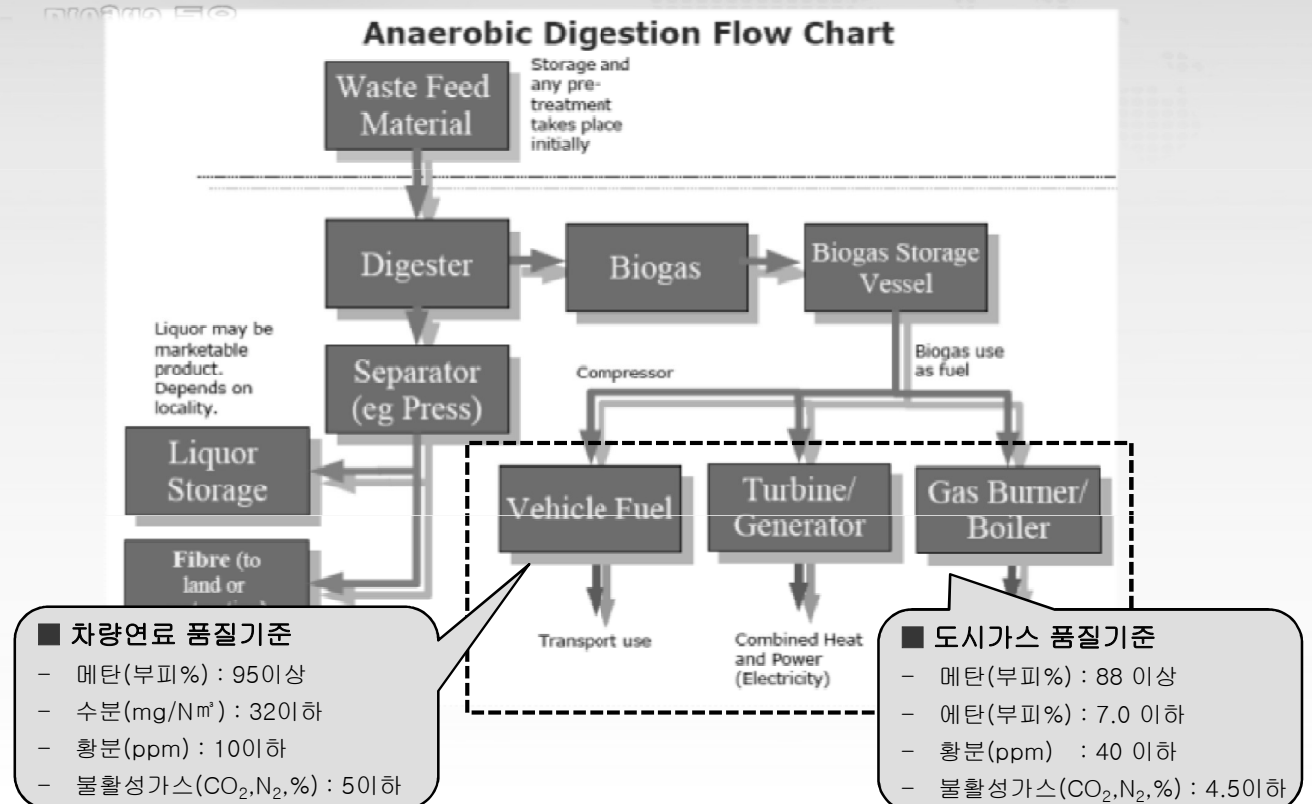 Anaerobic Digestion Flow Chart
Waste Feed
Material
Storage and
any pre-
treatment
takes place
initially
Digester
Biogas
Biogas Storage
Vessel
Liquor may be
marketable
product.
Depends on
locality.
Separator
(eg Press)
Compressor
Biogas use
as fuel
Liquor
Storage
Vehicle Fuel
Turbine/
Generator
Gas Burner/
Boiler
Fibre (to
land or
Transport use
Combined Heat
and Power
(Electricity)
■ 차량연료 품질기준
- 메탄(부피%) : 95이상
- 수분(mg/N㎥) : 32이하
- 황분(ppm) : 10이하
- 불활성가스(CO₂,N₂,%) : 5이하
■ 도시가스 품질기준
- 메탄(부피%) : 88 이상
- 에탄(부피%) : 7.0 이하
- 황분(ppm) : 40 이하
- 불활성가스(CO₂,N₂,%) : 4.5이하